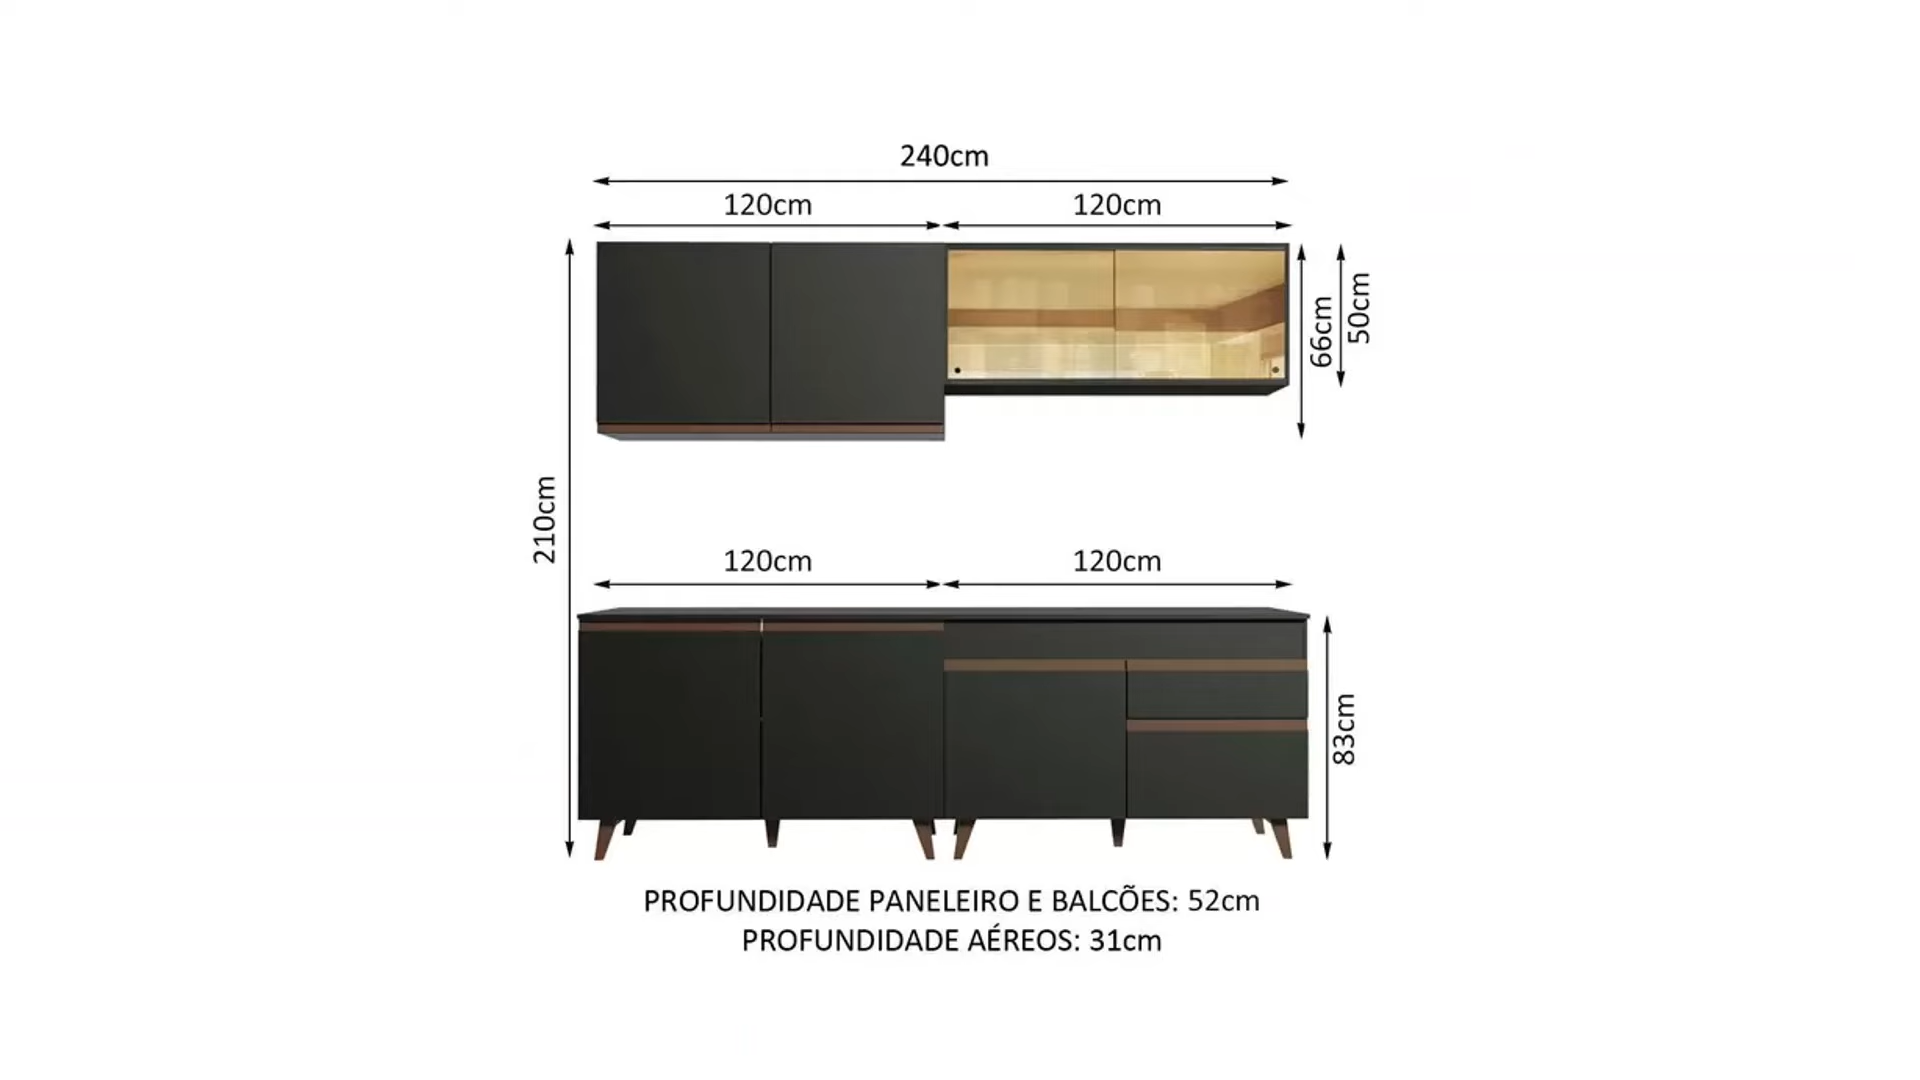 240cm
120cm 120cm
66cm
50cm
210cm
120cm 120cm
83cm
PROFUNDIDADE PANELEIRO E BALCÕES: 52cm
PROFUNDIDADE AÉREOS: 31cm